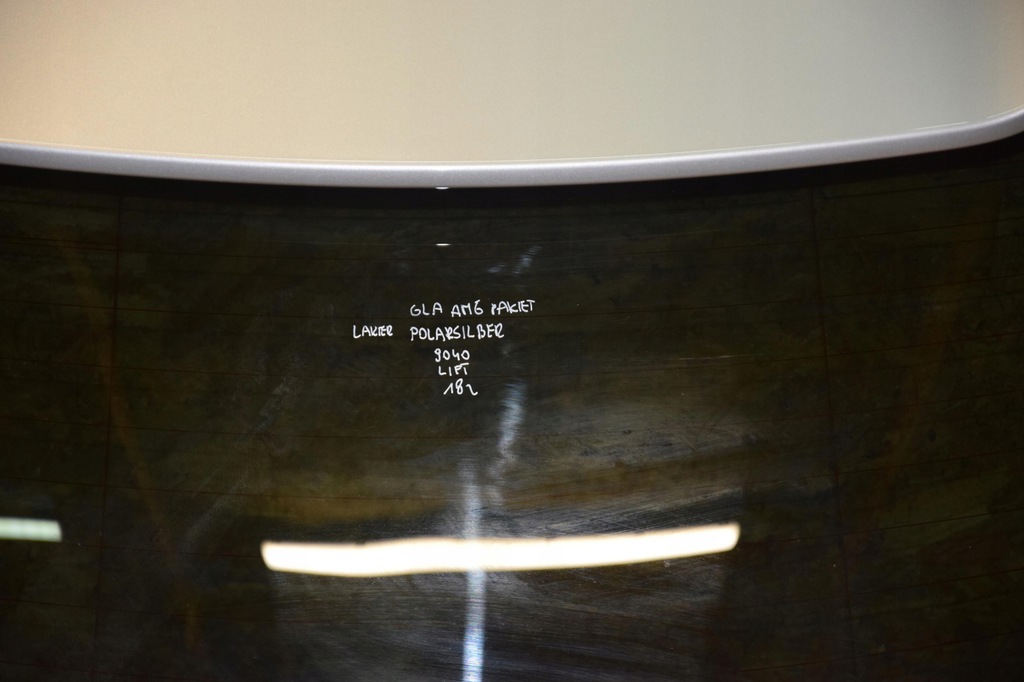 GLA AMG PAKIET
LAKIER POLARSILBER
9040
LIFT
18r